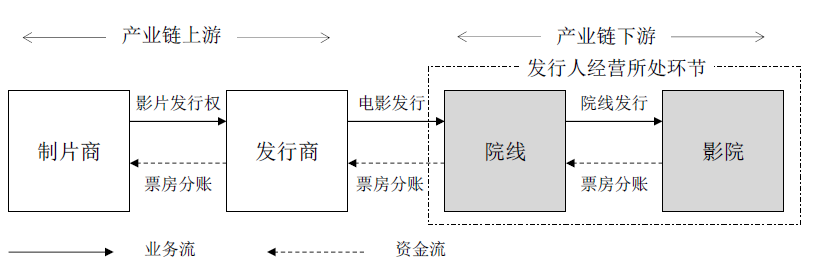 产业链上游
产业链下游
发行人经营所处环节
影片发行权
电影发行
院线发行
制片商
发行商
院线
影院
票房分账
票房分账
票房分账
业务流
资金流